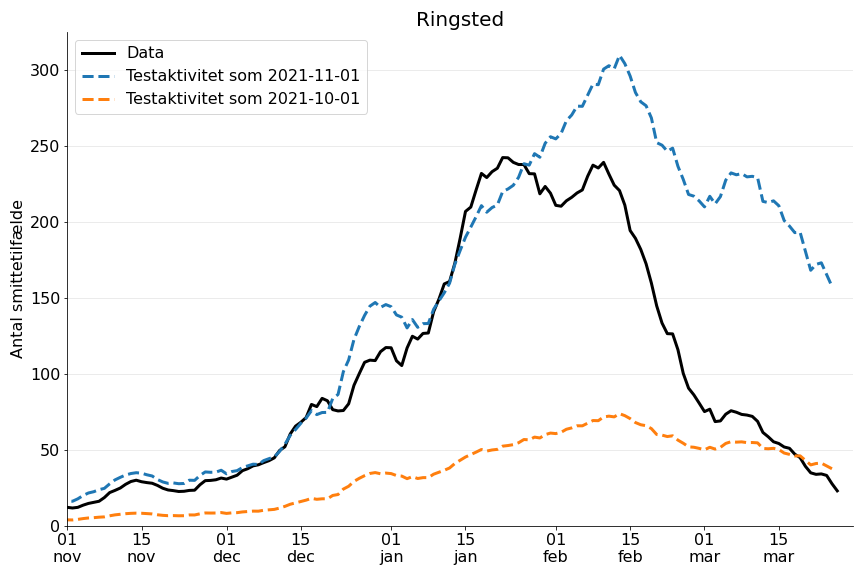 Ringsted
Data
Testaktivitet som 2021-11-01
Testaktivitet som 2021-10-01
Antal smittetilfælde
300
250
200
150
100
50
0
01 15 01 15 01 15 01 15 01 15
nov nov dec dec jan jan feb feb mar mar